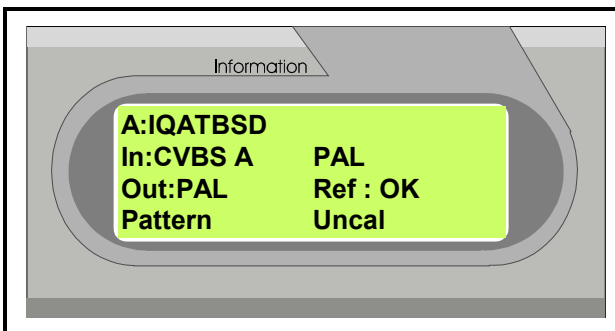 Information
A:IQATBSD
In:CVBS A PAL
Out:PAL Ref : OK
Pattern Uncal